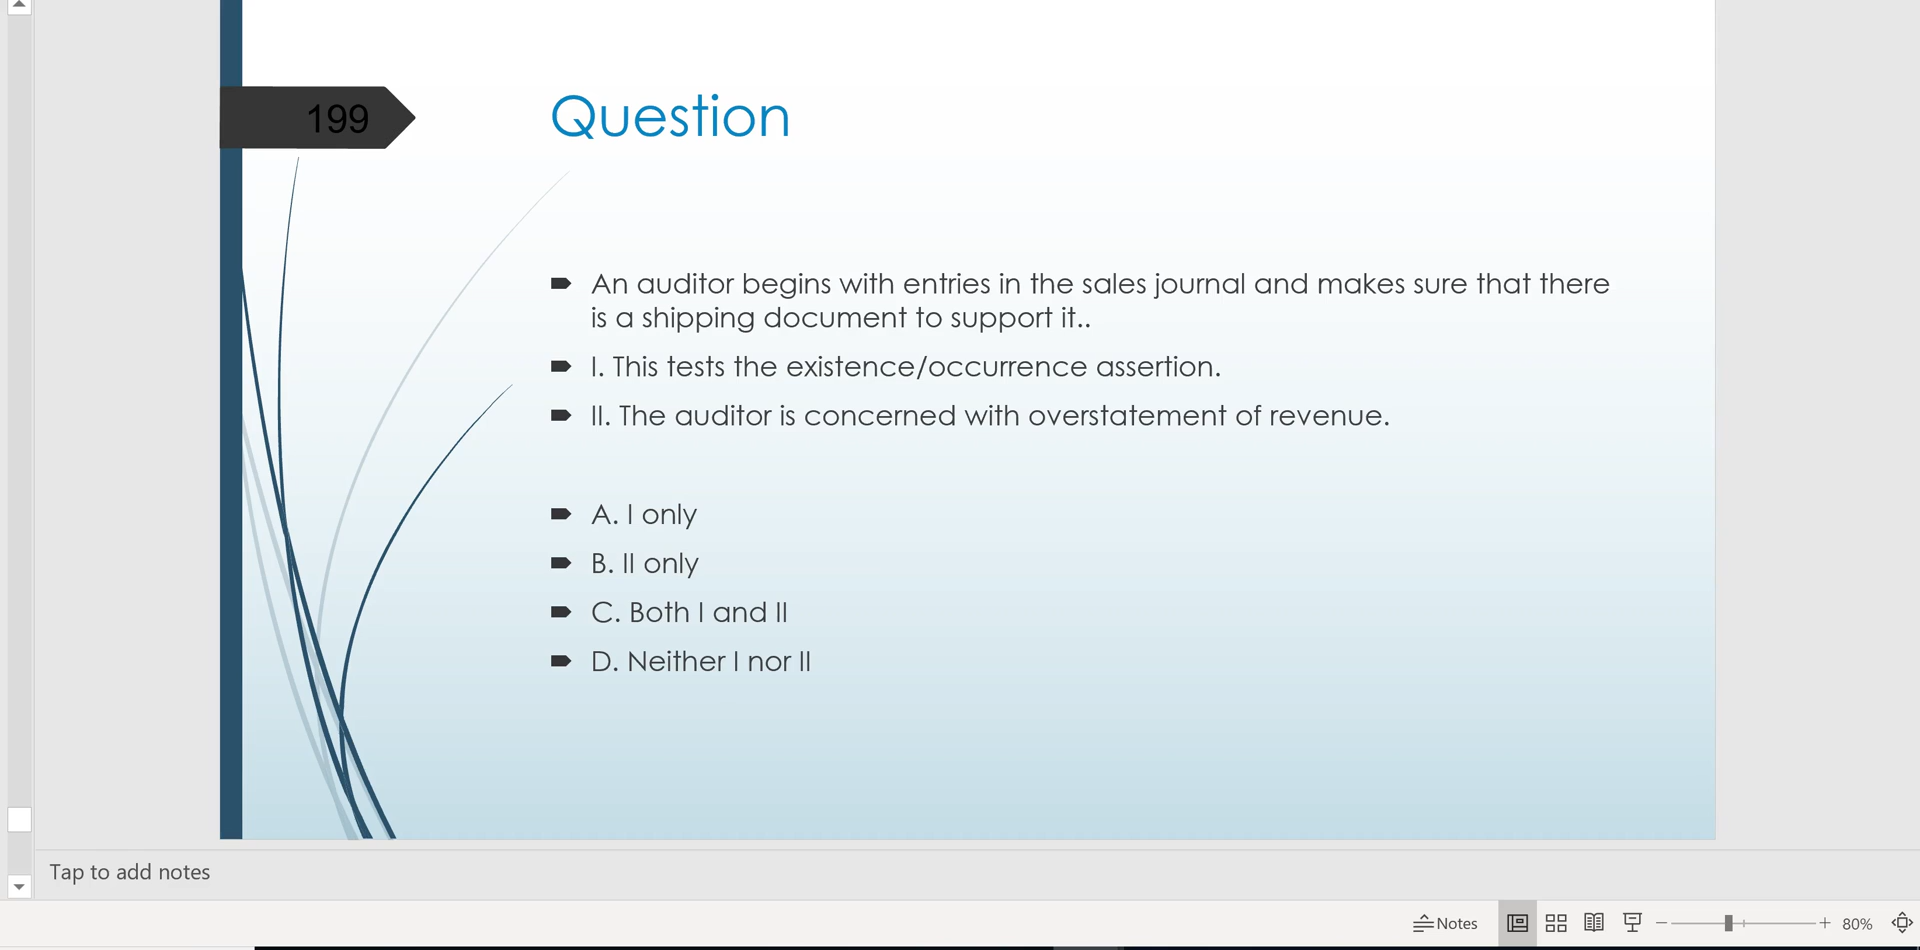 199
Question
An auditor begins with entries in the sales journal and makes sure that there
is a shipping document to support it..
I. This tests the existence/occurrence assertion.
II. The auditor is concerned with overstatement of revenue.
A. I only
B. II only
C. Both I and II
D. Neither I nor II
Tap to add notes
Notes
80%